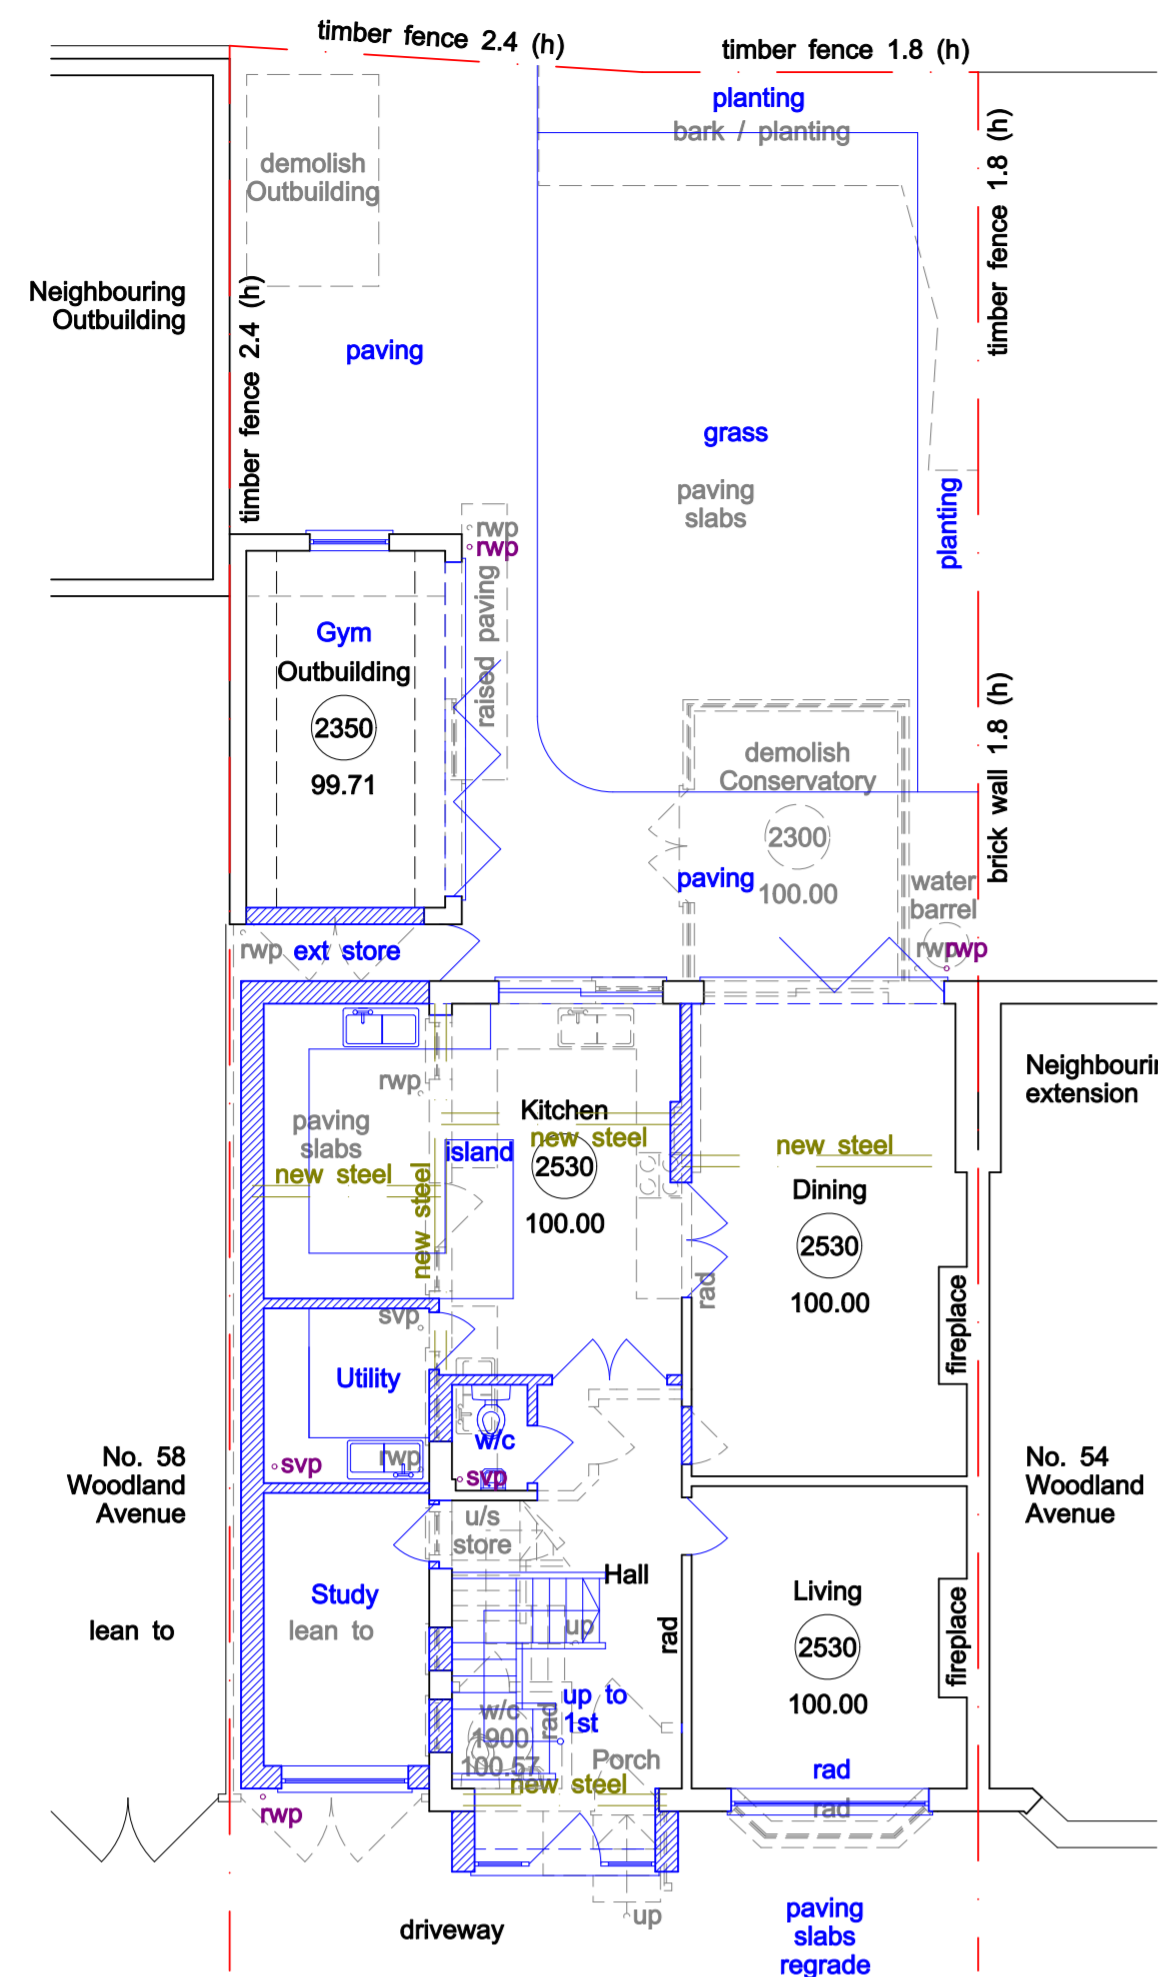 timber fence 2.4 (h)
timber fence 1.8 (h)
planting
bark / planting
timber fence 1.8 (h)
demolish
Outbuilding
Neighbouring
Outbuilding
timber fence 2.4 (h)
paving
grass
paving
slabs
planting
rwp
rwp
raised paving
Gym
Outbuilding
2350
99.71
brick wall 1.8 (h)
demolish
Conservatory
2300
100.00
paving
water
barrel
rwp
rwp
rwp
ext store
rwp
paving
slabs
new steel
new steel
Kitchen
new steel
island
2530
100.00
new steel
Dining
2530
100.00
rad
fireplace
Neighbouri
extension
svp
Utility
rwp
svp
w/c
svp
No. 58
Woodland
Avenue
No. 54
Woodland
Avenue
u/s
store
Hall
Study
lean to
lean to
up
rad
Living
2530
100.00
fireplace
up to
1st
w/c
1900
100.57
rad
Porch
new steel
rad
rad
rwp
up
driveway
paving
slabs
regrade